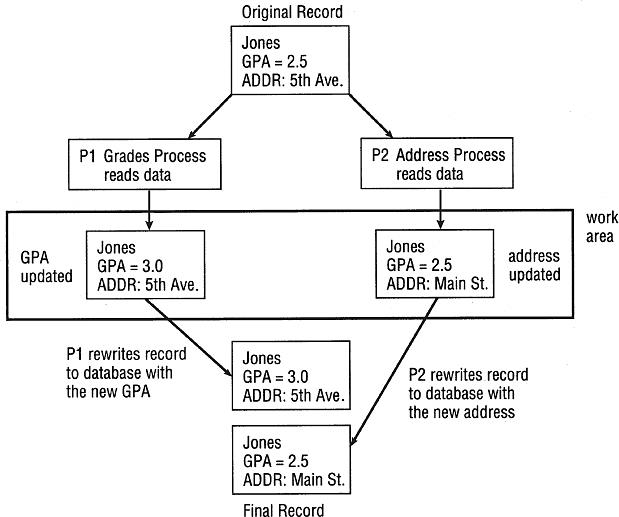 Original Record
Jones
GPA = 2.5
ADDR: 5th Ave.
P1 Grades Process
reads data
P2 Address Process
reads data
work
area
GPA
updated
Jones
GPA = 3.0
ADDR: 5th Ave.
Jones
GPA = 2.5
ADDR: Main St.
address
updated
P1 rewrites record
to database with
the new GPA
Jones
GPA = 3.0
ADDR: 5th Ave.
P2 rewrites record
to database with
the new address
Jones
GPA = 2.5
ADDR: Main St.
Final Record